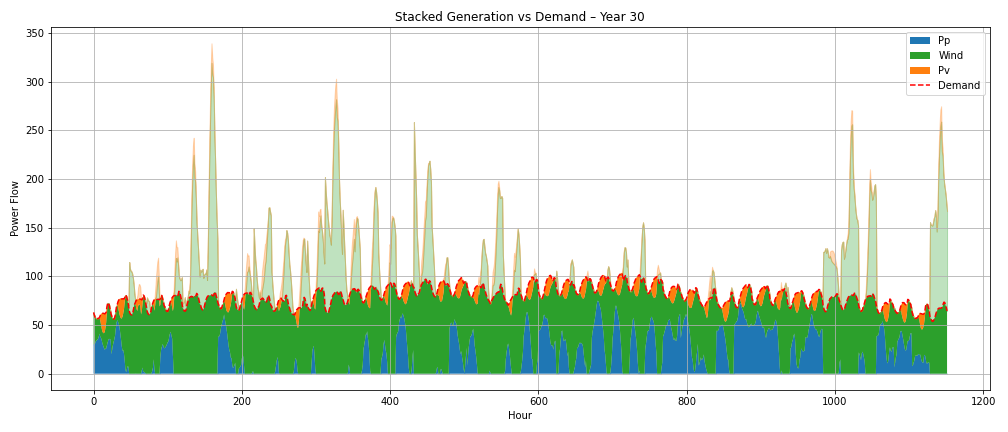 Stacked Generation vs Demand – Year 30
Power Flow
350
300
250
200
150
100
50
0
Pp
Wind
Pv
Demand
0 200 400 600 800 1000 1200
Hour